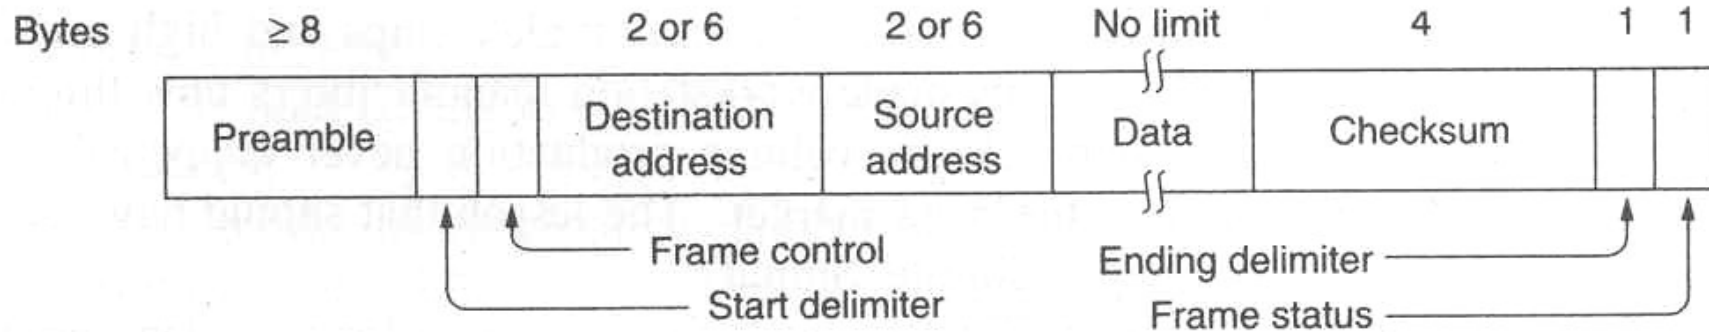 Bytes ≥ 8 2 or 6 2 or 6 No limit 4 1 1
Preamble Destination address Source address Data Checksum
Frame control Ending delimiter
Start delimiter Frame status